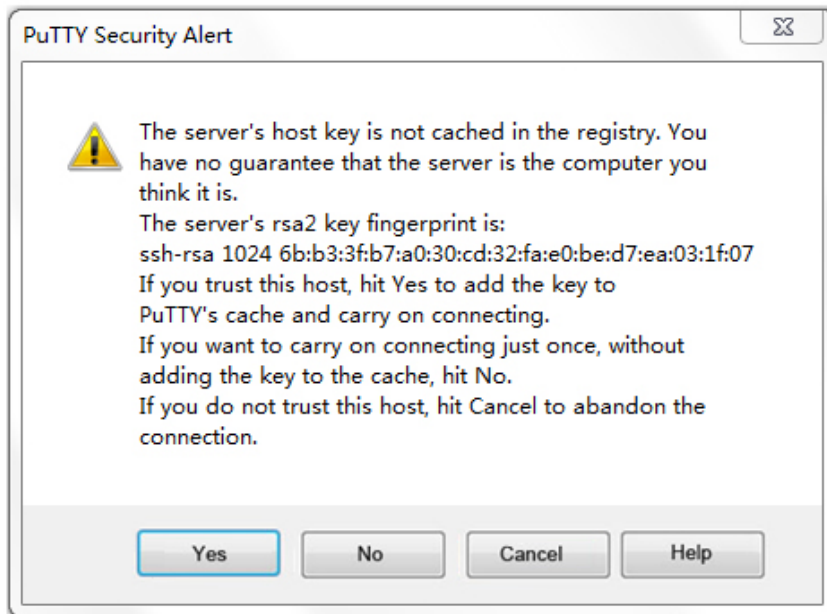 PuTTY Security Alert
The server's host key is not cached in the registry. You
have no guarantee that the server is the computer you
think it is.
The server's rsa2 key fingerprint is:
ssh-rsa 1024 6b:b3:3f:b7:a0:30:cd:32:fa:e0:be:d7:ea:03:1f:07
If you trust this host, hit Yes to add the key to
PuTTY's cache and carry on connecting.
If you want to carry on connecting just once, without
adding the key to the cache, hit No.
If you do not trust this host, hit Cancel to abandon the
connection.
Yes No Cancel Help